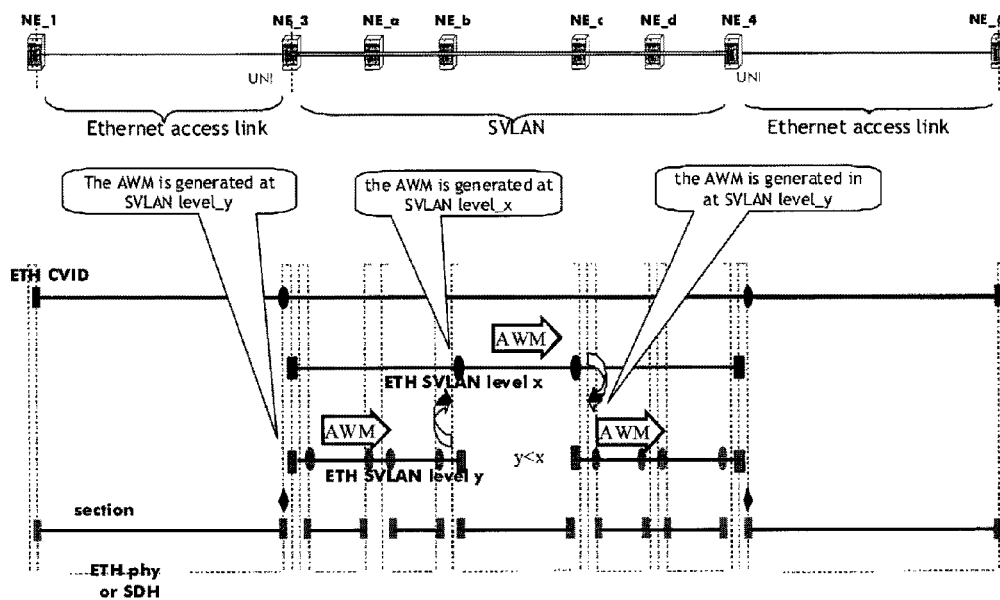 NE_1 NE_3 NE_a NE_b NE_c NE_d NE_4
UNI UNI
Ethernet access link SVLAN Ethernet access link
The AWM is generated at
SVLAN level_y
the AWM is generated at
SVLAN level_x
the AWM is generated in
at SVLAN level_y
ETH CVID
AWM
ETH SVLAN level x
AWM
AWM
y<x
ETH SVLAN level y
section
ETH phy
or SDH